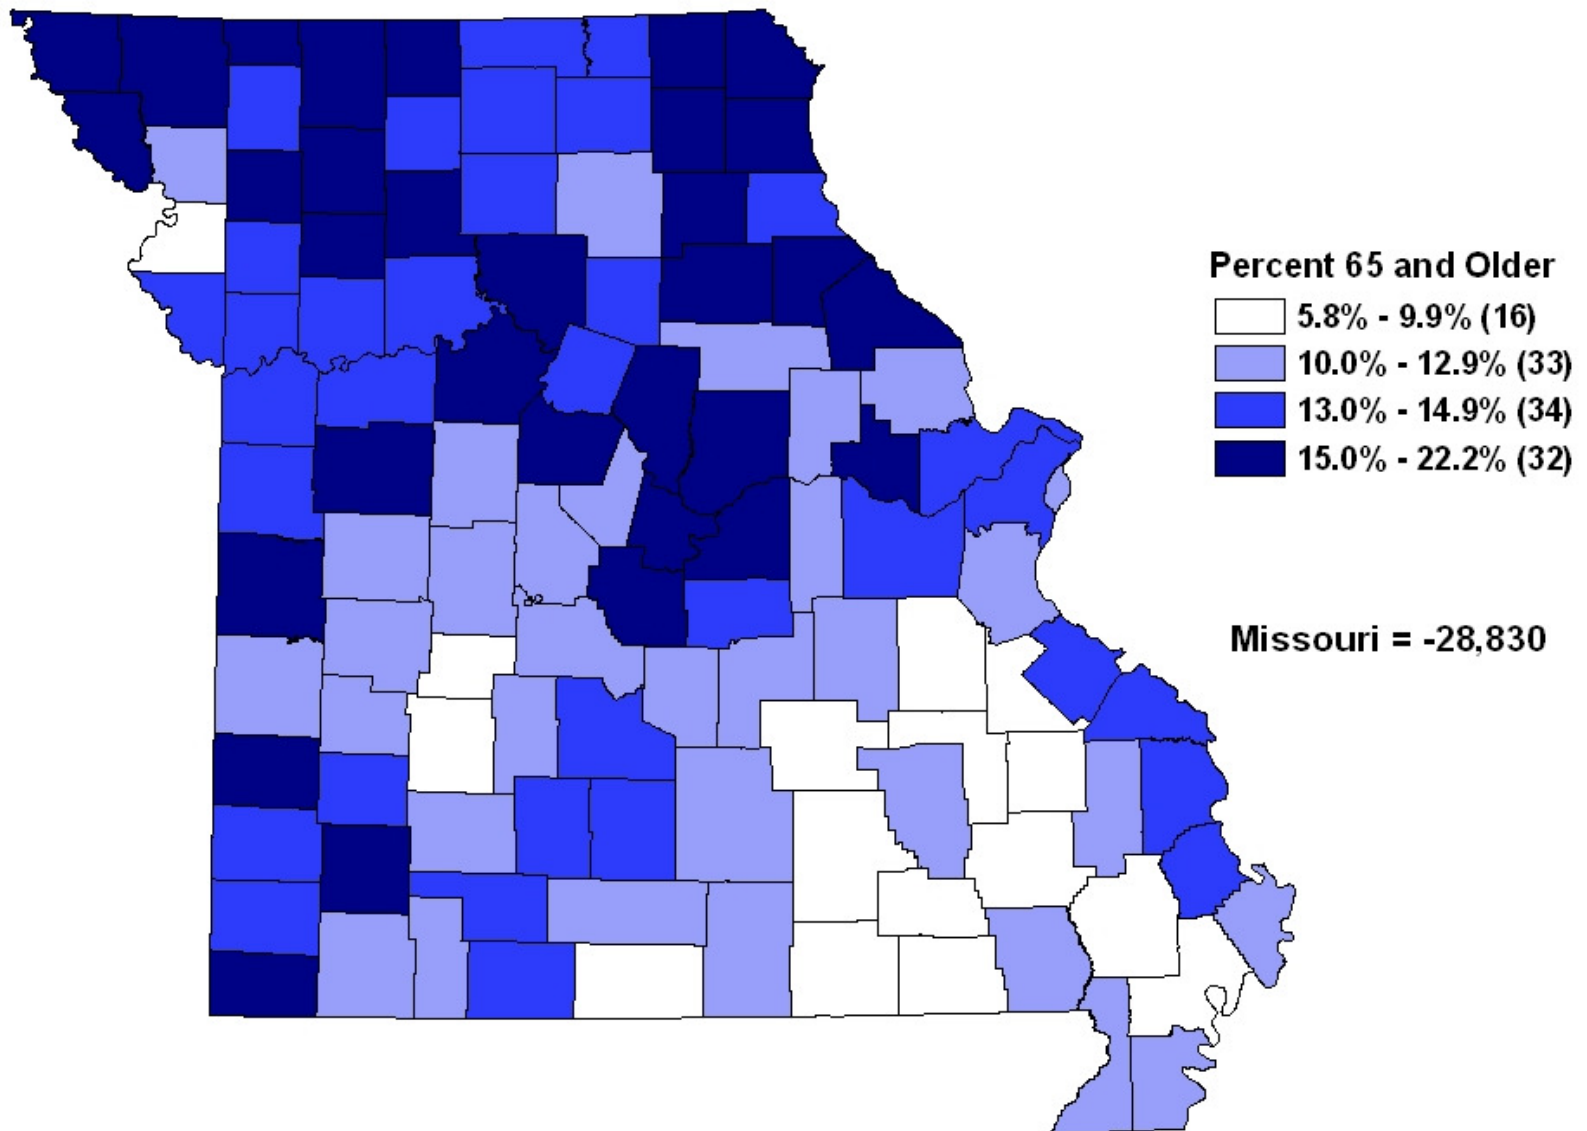 Percent 65 and Older
5.8% - 9.9% (16)
10.0% - 12.9% (33)
13.0% - 14.9% (34)
15.0% - 22.2% (32)
Missouri = -28,830